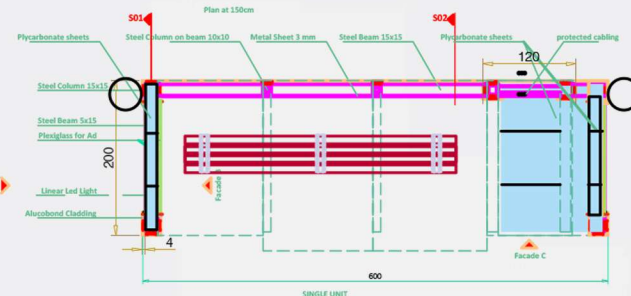 Plan at 150cm
S01
S02
Plycarbonate sheets
Steel Column on beam 10x10
Metal Sheet 3 mm
Steel Beam 15x15
Plycarbonate sheets
protected cabling
120
Steel Column 15x15
Steel Beam 5x15
Plexiglass for Ad
200
Linear Led Light
Alucobond Cladding
Facade
4
Facade C
600
SINGLE UNIT